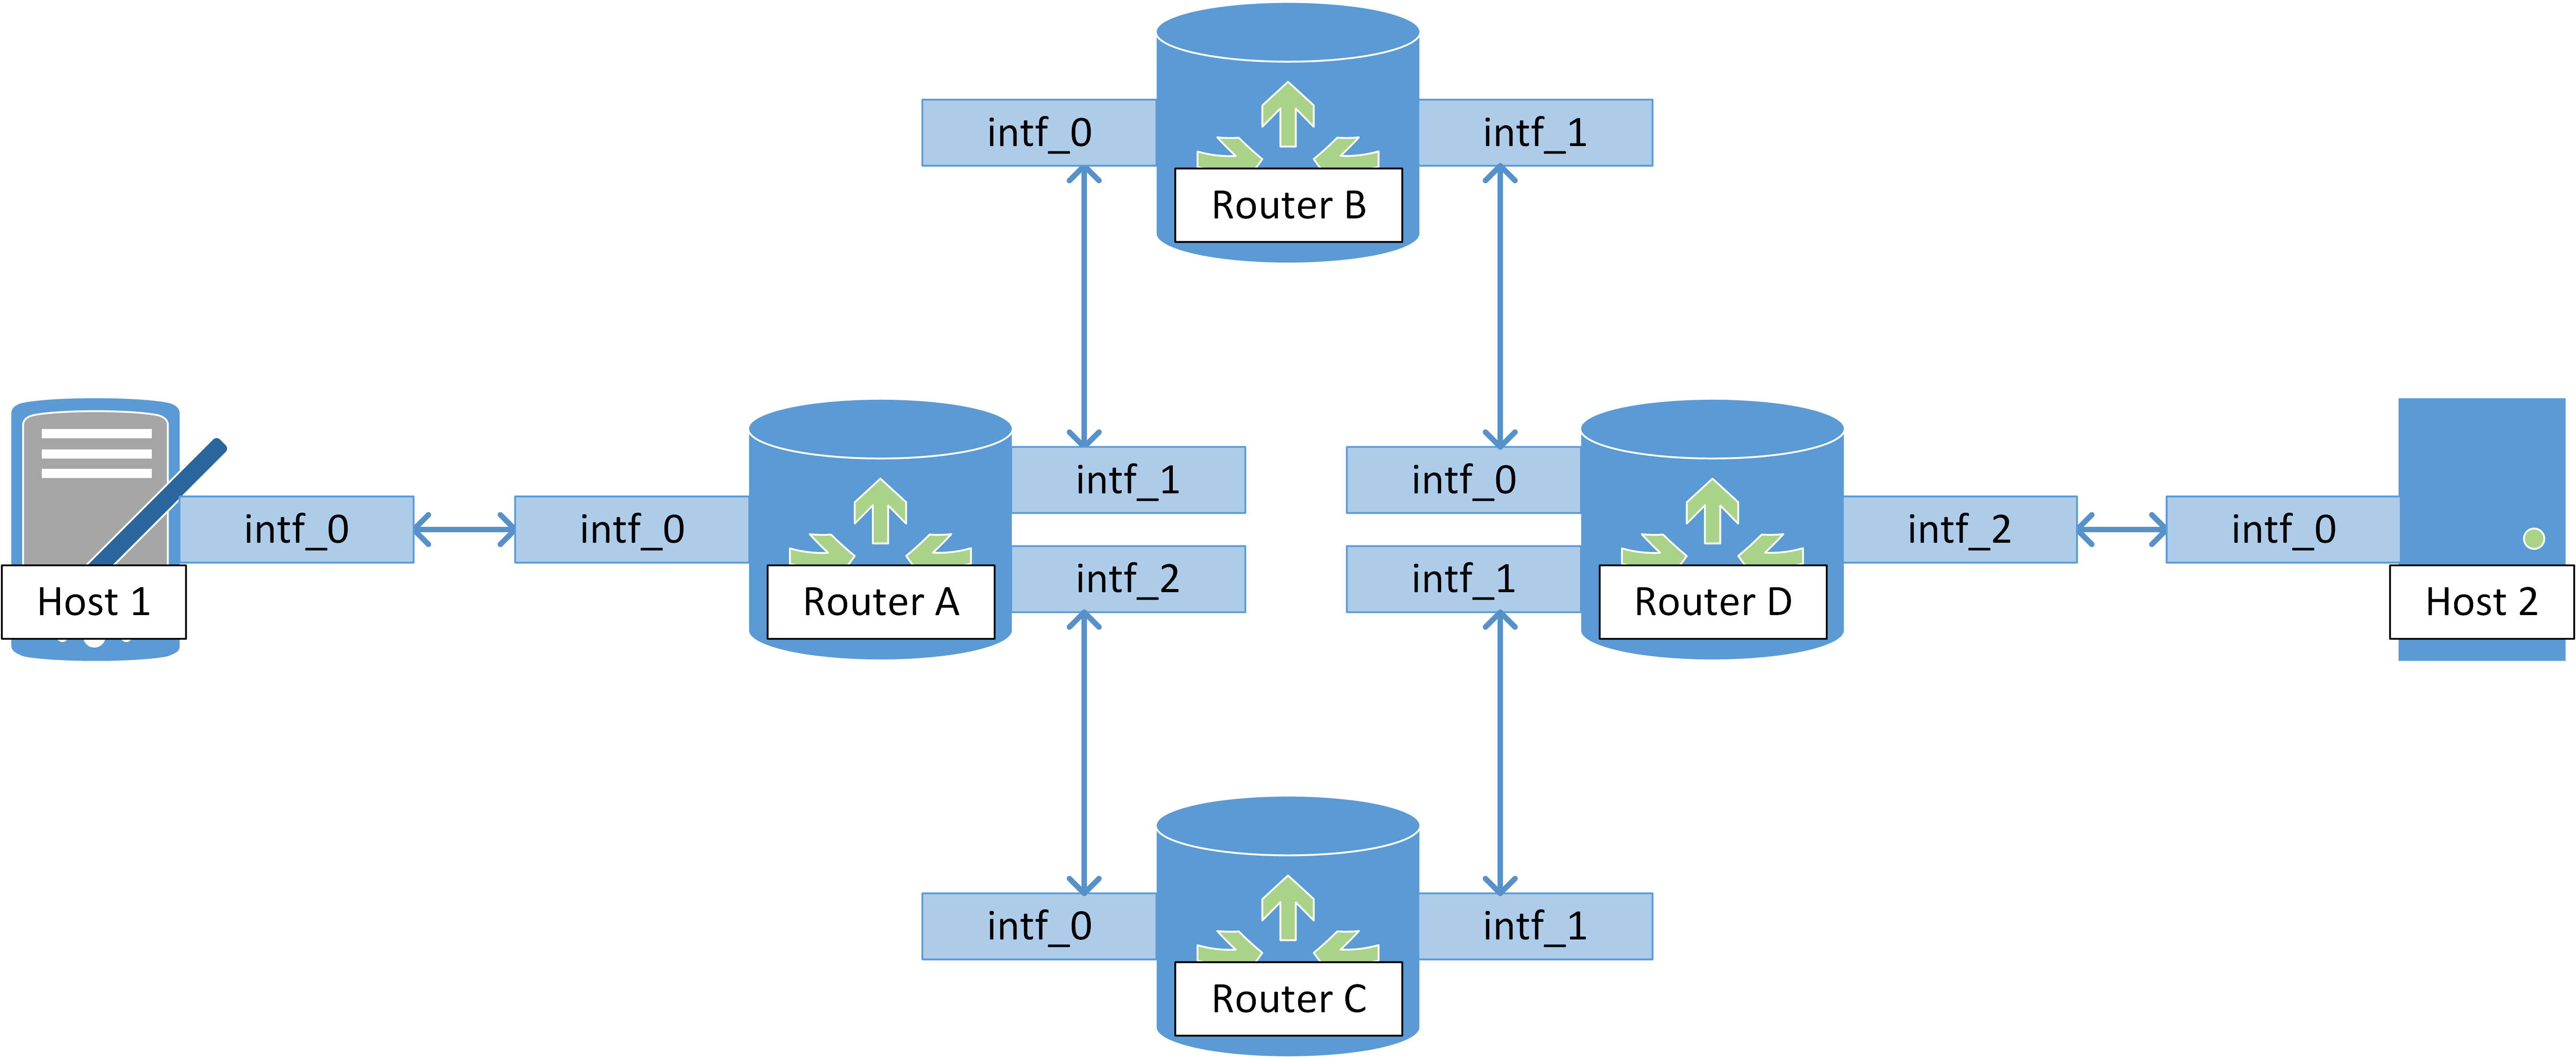 intf_0
intf_1
Router B
intf_0
intf_0
Host 1
Router A
intf_1
intf_2
intf_0
intf_1
Router D
intf_2
intf_0
Host 2
intf_0
intf_1
Router C